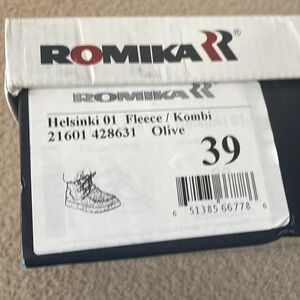 ROMIKA®
ROMIKA
Helsinki 01 Fleece / Kombi
21601 428631 Olive
39
6 51385 66778 6